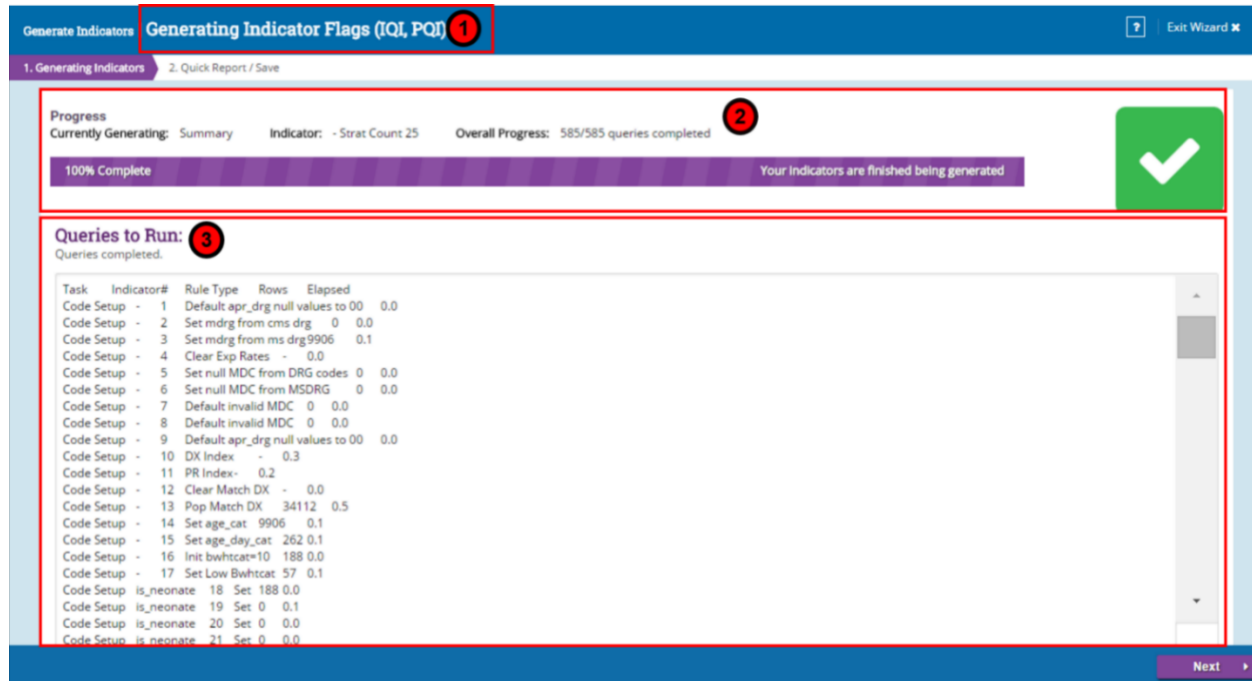 Generate Indicators Generating Indicator Flags (IQI, PQI) 1 ? Exit Wizard ✖
1. Generating Indicators 2. Quick Report / Save
Progress
2
Currently Generating: Summary Indicator: - Strat Count 25 Overall Progress: 585/585 queries completed
100% Complete Your indicators are finished being generated
Queries to Run: 3
Queries completed.
Task Indicator# Rule Type Rows Elapsed
Code Setup - 1 Default apr_drg null values to 00 0.0
Code Setup - 2 Set mdrg from cms drg 0 0.0
Code Setup - 3 Set mdrg from ms drg9906 0.1
Code Setup - 4 Clear Exp Rates - 0.0
Code Setup - 5 Set null MDC from DRG codes 0 0.0
Code Setup - 6 Set null MDC from MSDRG 0 0.0
Code Setup - 7 Default invalid MDC 0 0.0
Code Setup - 8 Default invalid MDC 0 0.0
Code Setup - 9 Default apr_drg null values to 00 0.0
Code Setup - 10 DX Index - 0.3
Code Setup - 11 PR Index- 0.2
Code Setup - 12 Clear Match DX - 0.0
Code Setup - 13 Pop Match DX 34112 0.5
Code Setup - 14 Set age_cat 9906 0.1
Code Setup - 15 Set age_day_cat 262 0.1
Code Setup - 16 Init bwhtcat=10 188 0.0
Code Setup - 17 Set Low Bwhtcat 57 0.1
Code Setup is_neonate 18 Set 188 0.0
Code Setup is_neonate 19 Set 0 0.1
Code Setup is_neonate 20 Set 0 0.0
Code Setup is_neonate 21 Set 0 0.0
Next